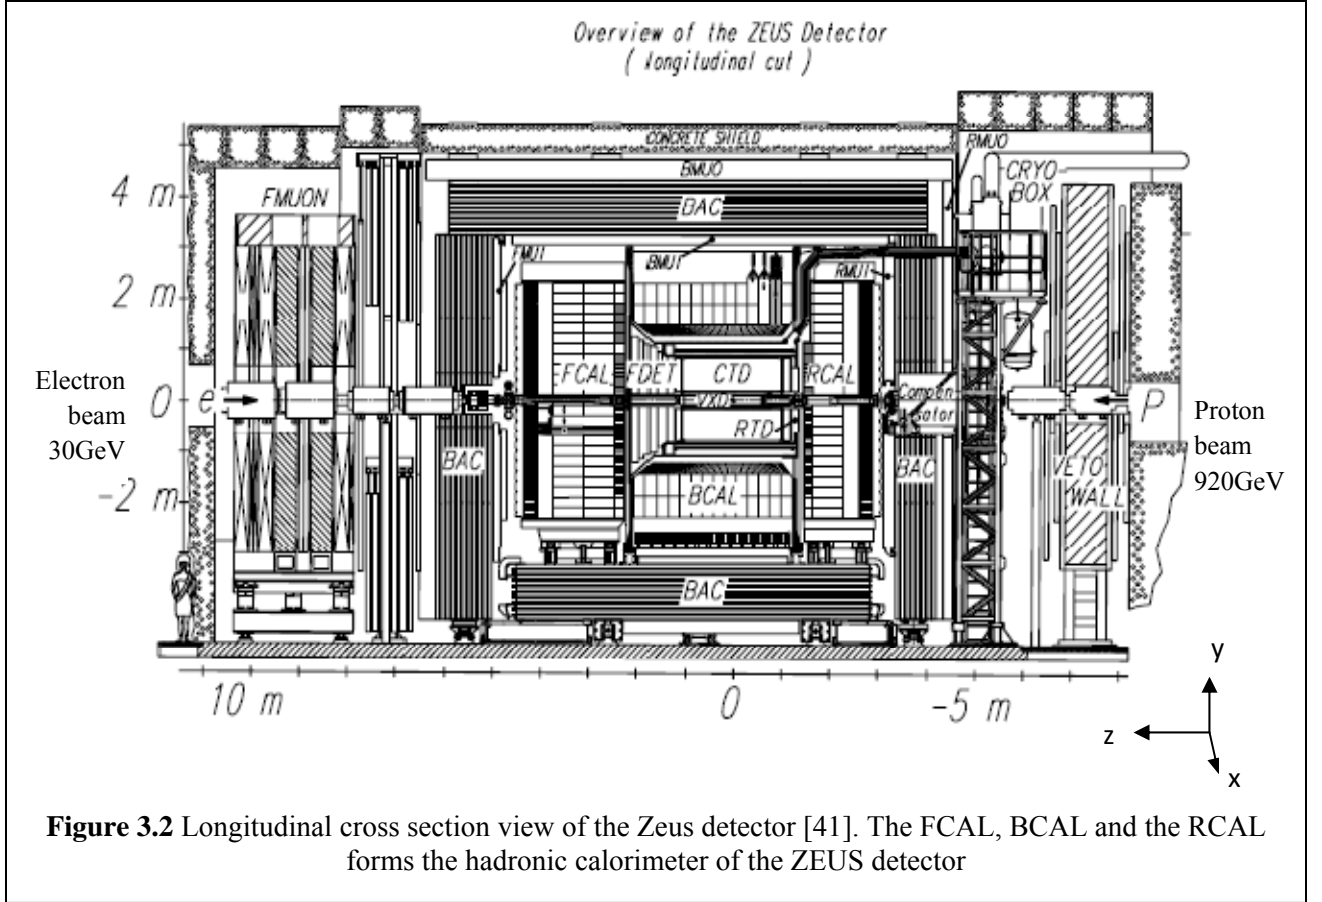 Overview of the ZEUS Detector
( longitudinal cut )
CONCRETE SHIELD
RMUO
BMUO
CRYO
BOX
4 m
FMUON
BAC
FMUI
BMUI
RMUI
2 m
EFCAL
FDET
CTD
RCAL
Electron
beam
30GeV
0
e
VXD
Compen
sator
P
Proton
beam
920GeV
RTD
BAC
BAC
VETO
WALL
-2 m
BCAL
BAC
10 m
0
-5 m
y
z
x
Figure 3.2 Longitudinal cross section view of the Zeus detector [41]. The FCAL, BCAL and the RCAL
forms the hadronic calorimeter of the ZEUS detector